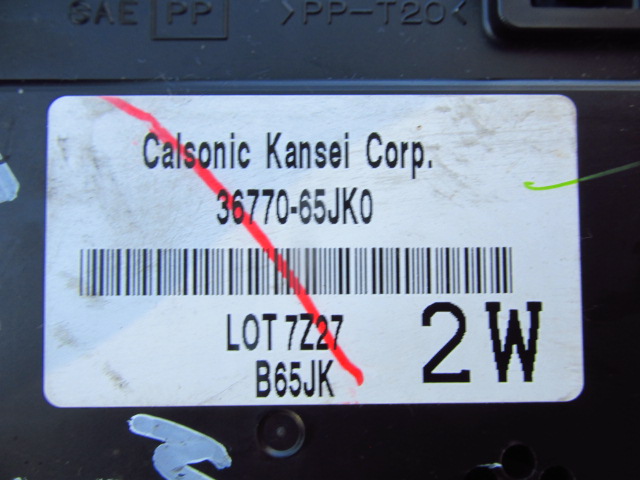 SAE PP >PP-T20<
Calsonic Kansei Corp.
36770-65JK0
LOT 7Z27
B65JK
2W